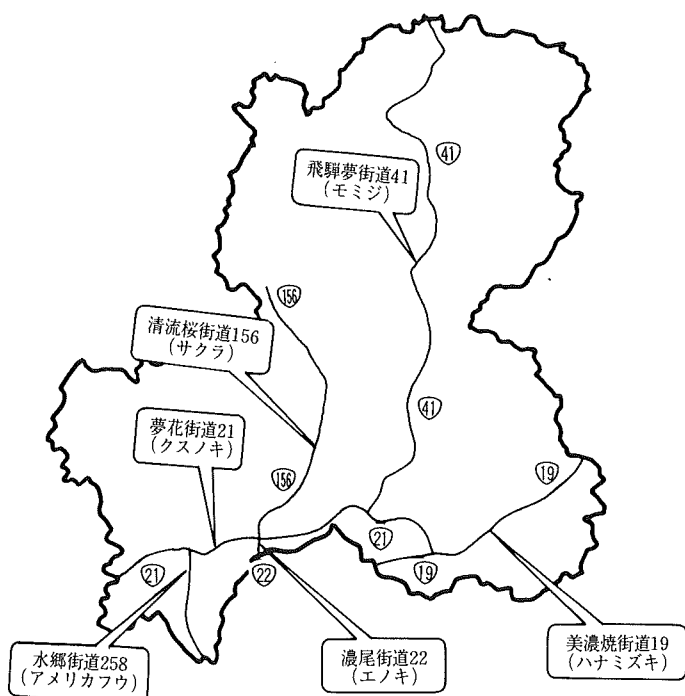 41
飛騨夢街道41
(モミジ)
156
清流桜街道156
(サクラ)
41
夢花街道21
(クスノキ)
156
19
21
21
22
19
水郷街道258
(アメリカフウ)
濃尾街道22
(エノキ)
美濃焼街道19
(ハナミズキ)